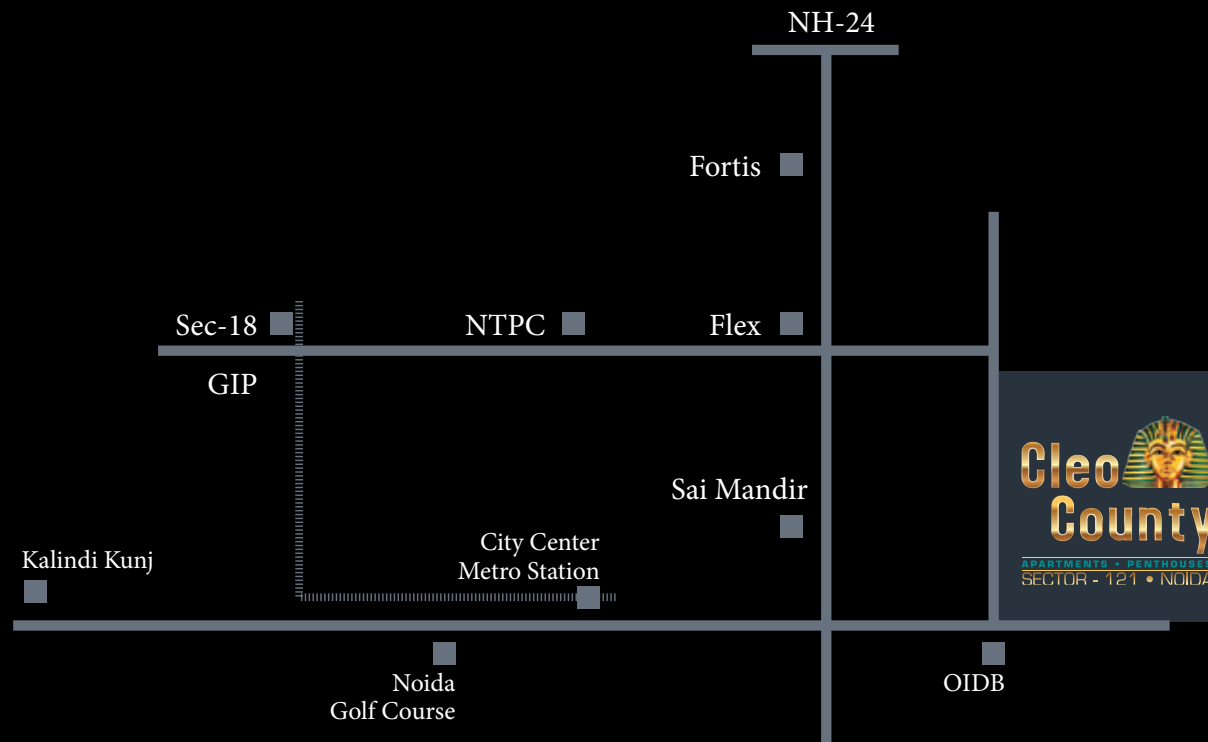 NH-24
Fortis
Sec-18
NTPC
Flex
GIP
Cleo
County
APARTMENTS • PENTHOUSES
SECTOR - 121 • NOIDA
Sai Mandir
City Center
Metro Station
Kalindi Kunj
Noida
Golf Course
OIDB